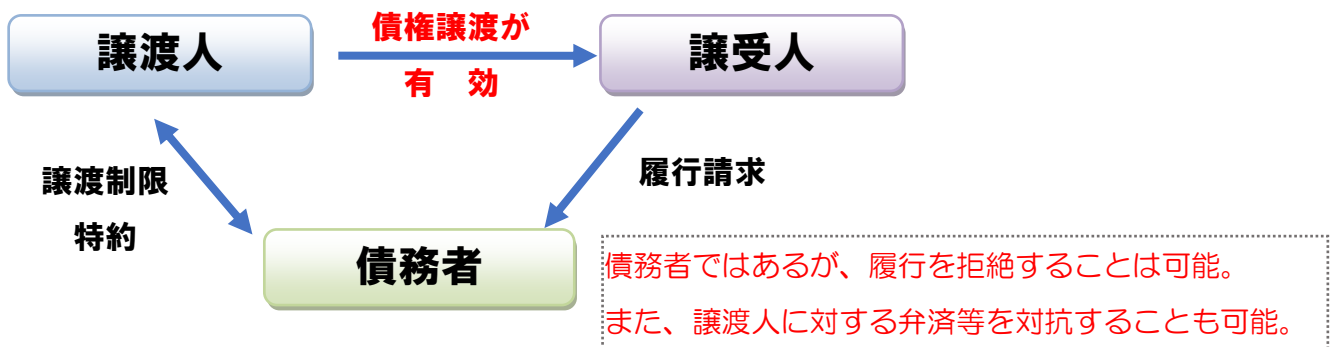 債権譲渡が
譲渡人
譲受人
有 効
譲渡制限
特約
履行請求
債務者
債務者ではあるが、履行を拒絶することは可能。
また、譲渡人に対する弁済等を対抗することも可能。